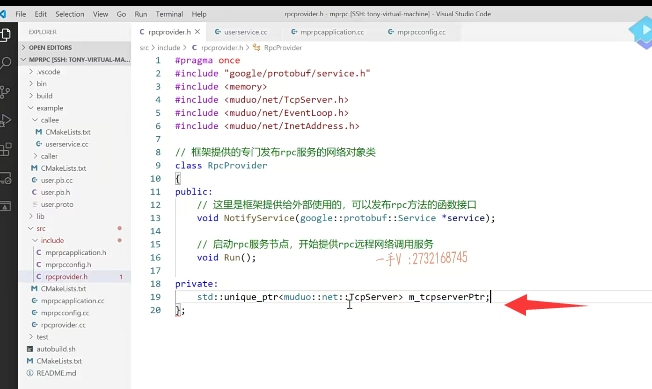 File Edit Selection View Go Run Terminal Help
rpcprovider.h - mprpc [SSH: tony-virtual-machine] - Visual Studio Code
EXPLORER
OPEN EDITORS
MPRPC [SSH: TONY-VIRTUAL-MA...
.vscode
bin
build
example
callee
CMakeLists.txt
userservice.cc
caller
CMakeLists.txt
user.pb.cc
user.pb.h
user.proto
lib
src
include
mprpcapplication.h
mprpcconfig.h
rpcprovider.h 1
CMakeLists.txt
mprpcapplication.cc
mprpcconfig.cc
rpcprovider.cc
test
autobuild.sh
CMakeLists.txt
README.md
rpcprovider.h userservice.cc mprpcapplication.cc mprpcconfig.cc
src > include > rpcprovider.h > RpcProvider
1 #pragma once
2 #include "google/protobuf/service.h"
3 #include <memory>
4 #include <muduo/net/TcpServer.h>
5 #include <muduo/net/EventLoop.h>
6 #include <muduo/net/InetAddress.h>
7
8 // 框架提供的专门发布rpc服务的网络对象类
9 class RpcProvider
10 {
11 public:
12 // 这里是框架提供给外部使用的，可以发布rpc方法的函数接口
13 void NotifyService(google::protobuf::Service *service);
14
15 // 启动rpc服务节点，开始提供rpc远程网络调用服务
16 void Run();
一手V :2732168745
17
18 private:
19 std::unique_ptr<muduo::net::TcpServer> m_tcpserverPtr;
20 };